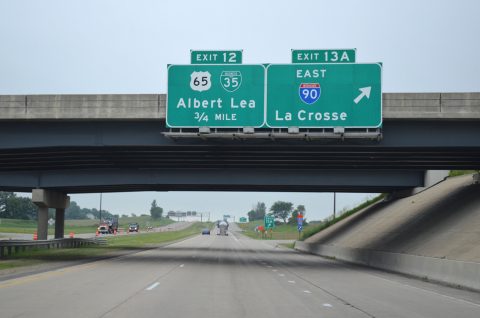 EXIT 12
65 35
Albert Lea
3/4 MILE
EXIT 13A
EAST
90
La Crosse